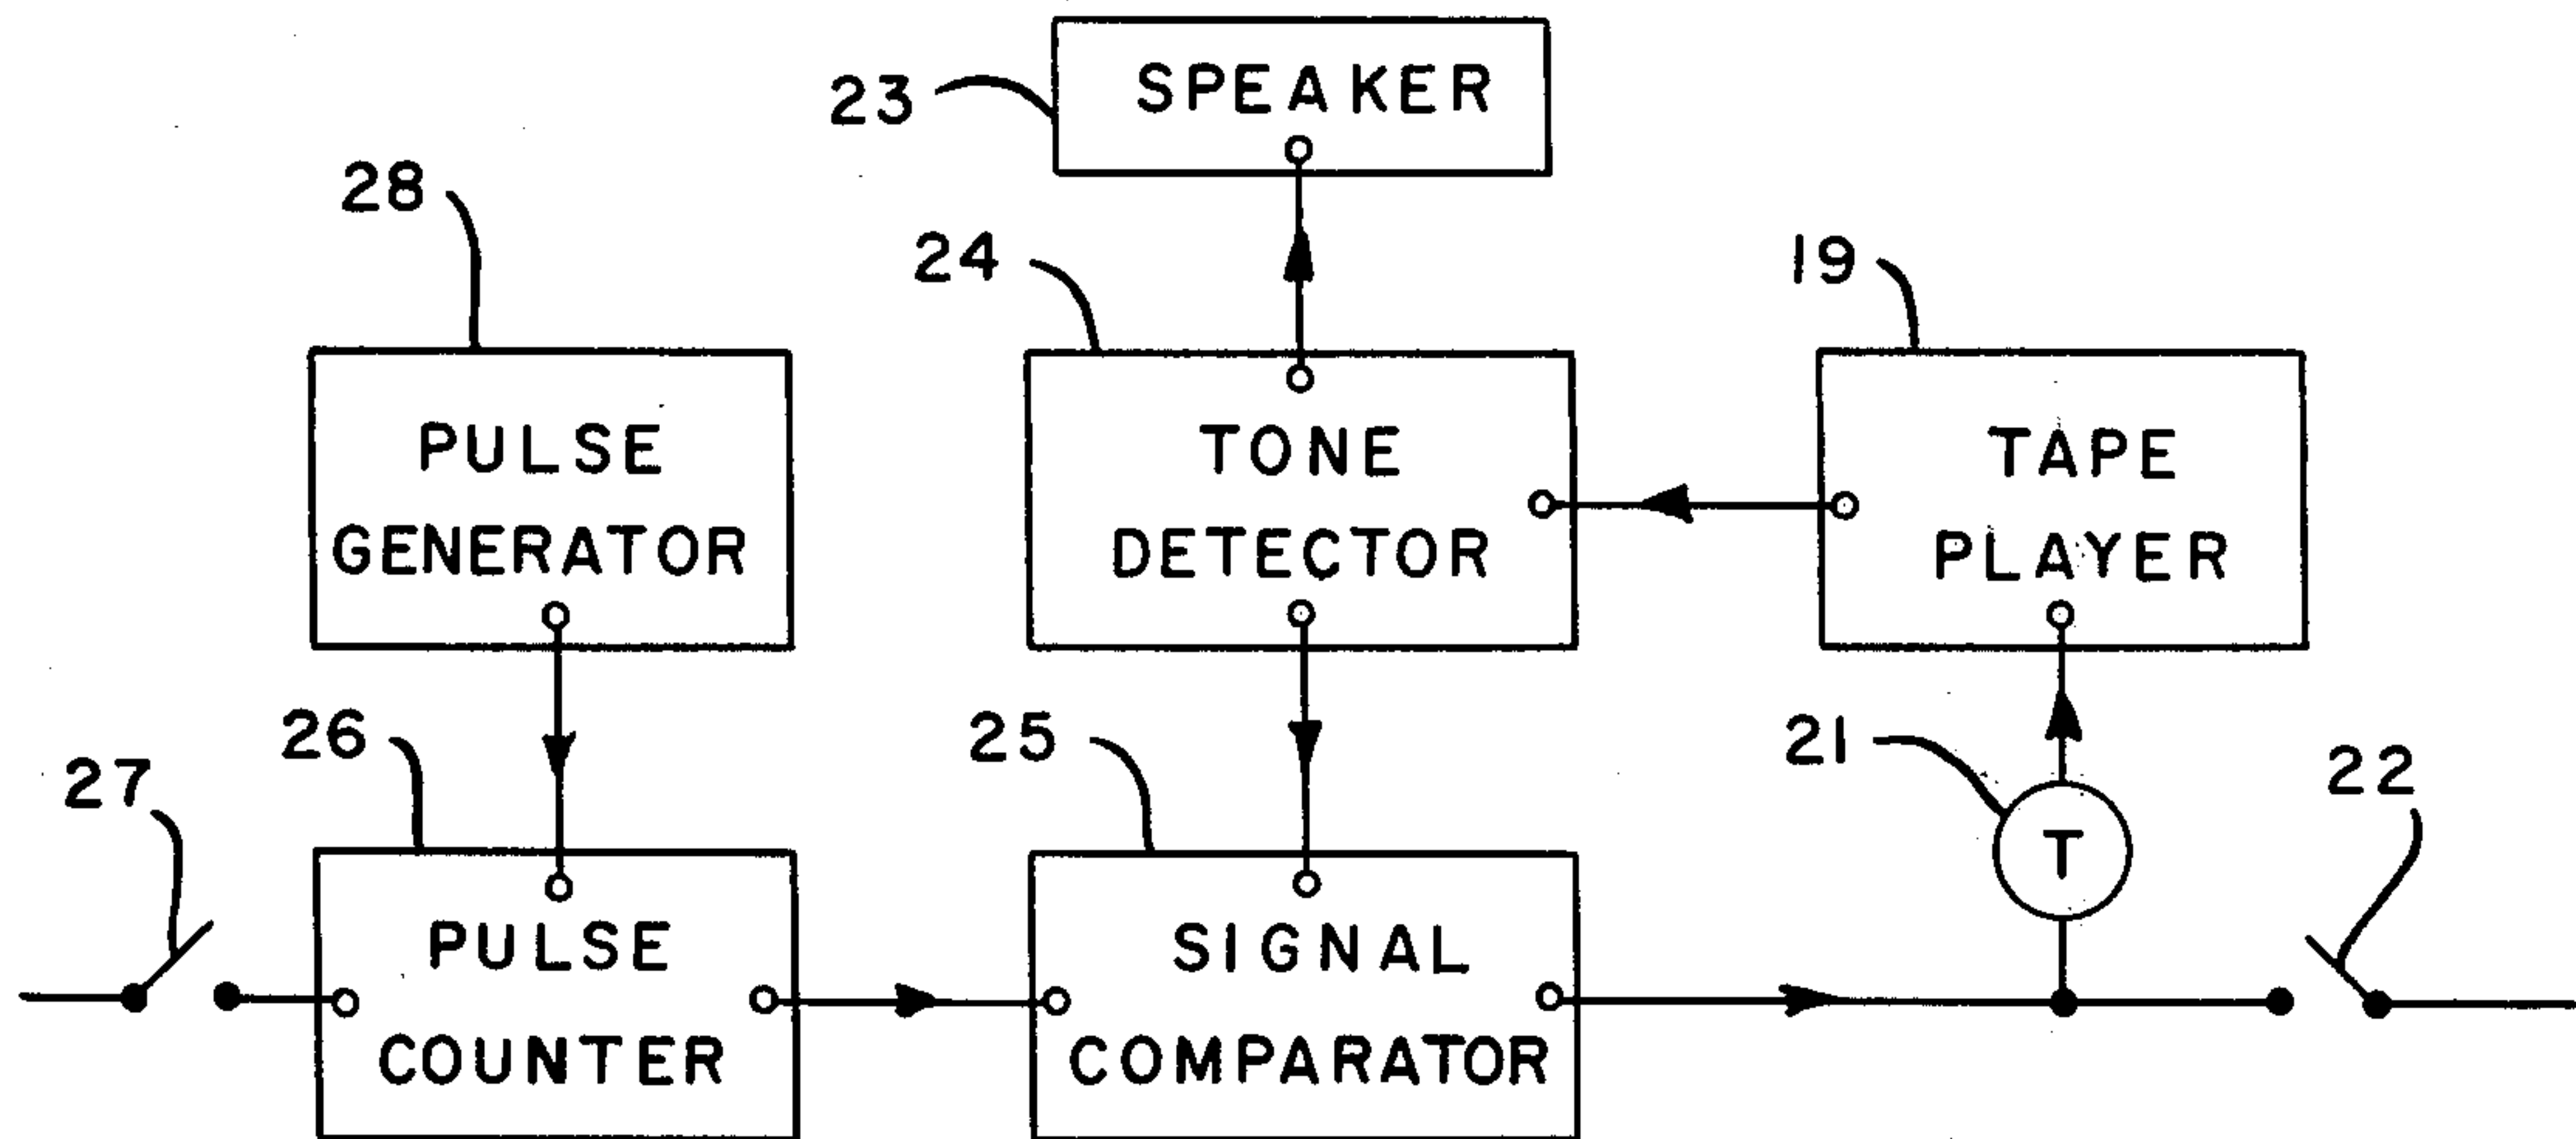 SPEAKER
23
28
24
19
PULSE
GENERATOR
TONE
DETECTOR
TAPE
PLAYER
27
26
25
21
22
T
PULSE
COUNTER
SIGNAL
COMPARATOR